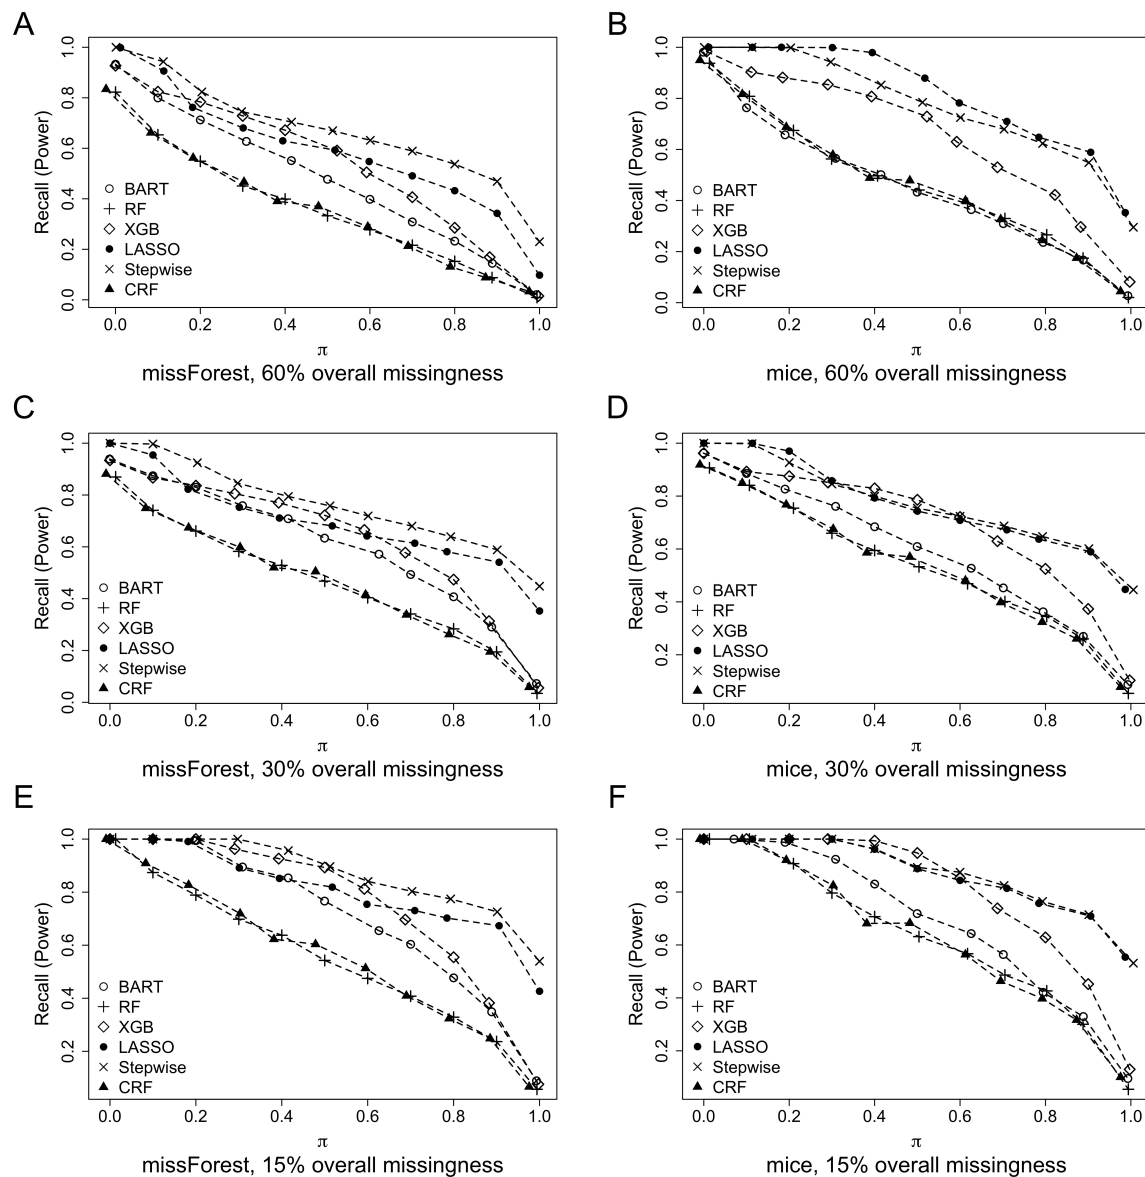 A
Recall (Power)
1.0
0.8
0.6
0.4
0.2
0.0
BART
RF
XGB
LASSO
Stepwise
CRF
0.0 0.2 0.4 0.6 0.8 1.0
π
missForest, 60% overall missingness
B
Recall (Power)
1.0
0.8
0.6
0.4
0.2
0.0
BART
RF
XGB
LASSO
Stepwise
CRF
0.0 0.2 0.4 0.6 0.8 1.0
π
mice, 60% overall missingness
C
Recall (Power)
1.0
0.8
0.6
0.4
0.2
0.0
BART
RF
XGB
LASSO
Stepwise
CRF
0.0 0.2 0.4 0.6 0.8 1.0
π
missForest, 30% overall missingness
D
Recall (Power)
1.0
0.8
0.6
0.4
0.2
BART
RF
XGB
LASSO
Stepwise
CRF
0.0 0.2 0.4 0.6 0.8 1.0
π
mice, 30% overall missingness
E
Recall (Power)
1.0
0.8
0.6
0.4
0.2
BART
RF
XGB
LASSO
Stepwise
CRF
0.0 0.2 0.4 0.6 0.8 1.0
π
missForest, 15% overall missingness
F
Recall (Power)
1.0
0.8
0.6
0.4
0.2
BART
RF
XGB
LASSO
Stepwise
CRF
0.0 0.2 0.4 0.6 0.8 1.0
π
mice, 15% overall missingness